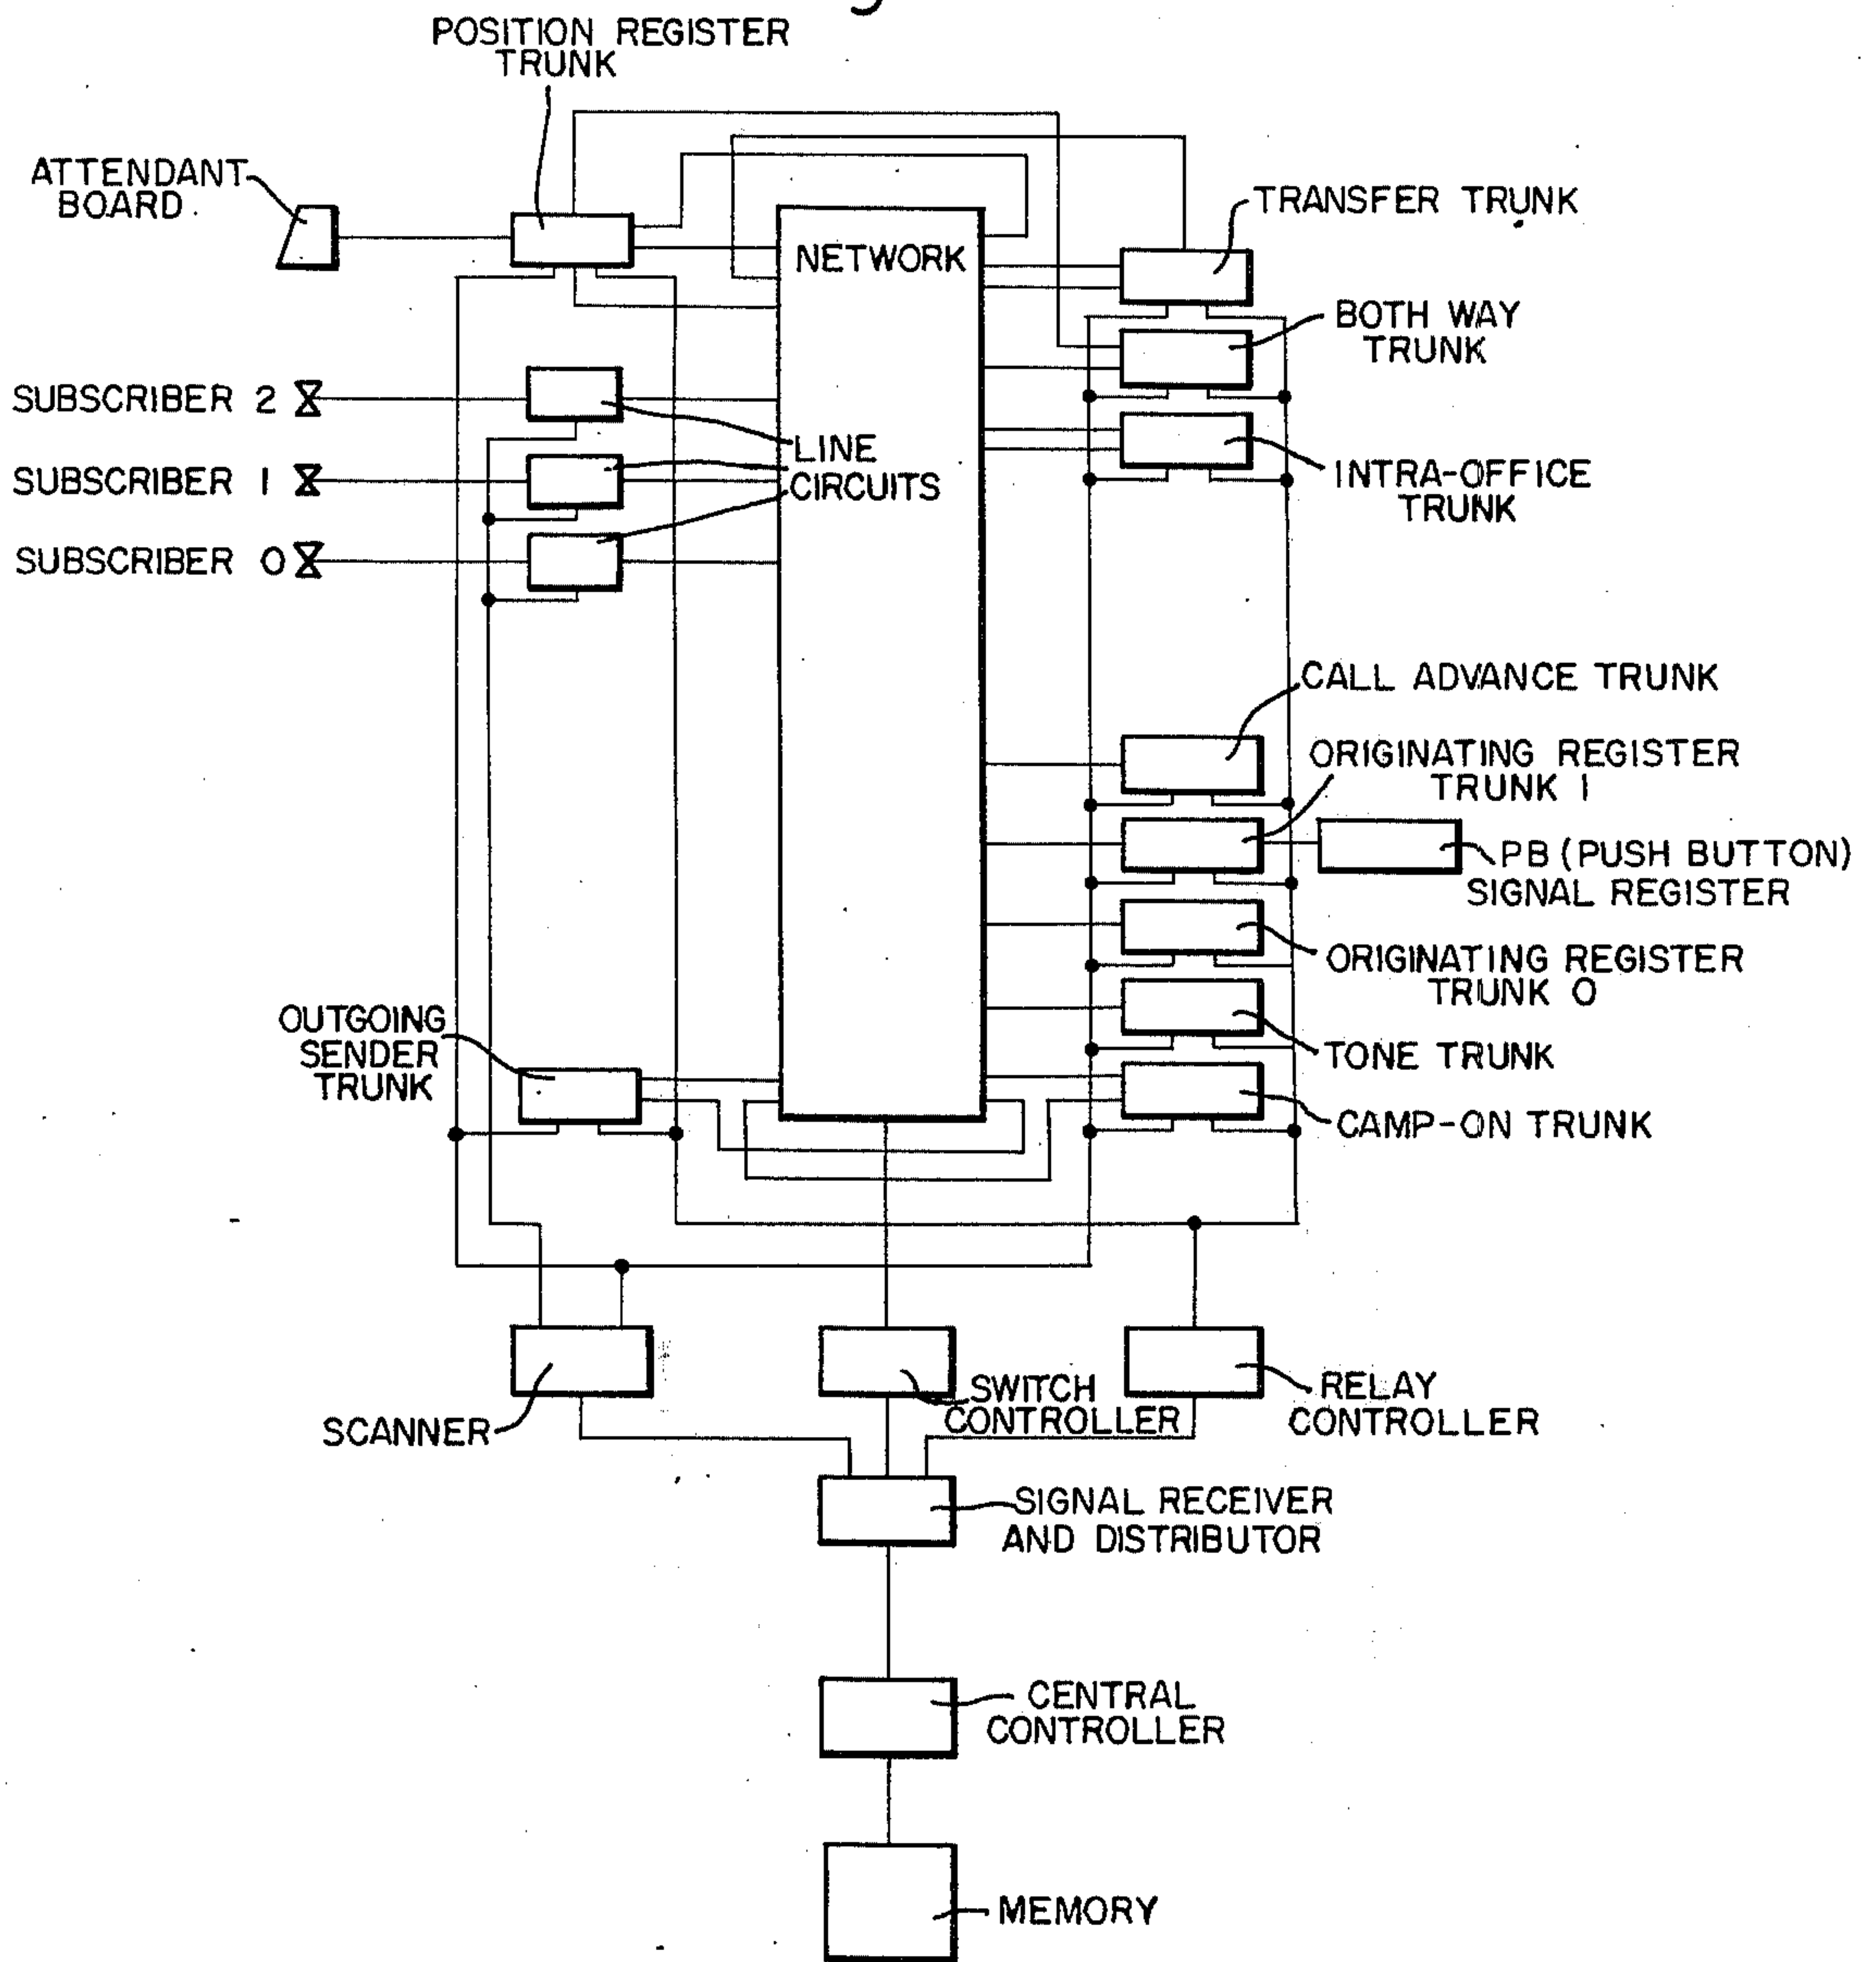 POSITION REGISTER
TRUNK
ATTENDANT
BOARD
NETWORK
TRANSFER TRUNK
BOTH WAY
TRUNK
SUBSCRIBER 2
LINE
CIRCUITS
SUBSCRIBER 1
SUBSCRIBER 0
INTRA-OFFICE
TRUNK
CALL ADVANCE TRUNK
ORIGINATING REGISTER
TRUNK 1
PB (PUSH BUTTON)
SIGNAL REGISTER
ORIGINATING REGISTER
TRUNK 0
OUTGOING
SENDER
TRUNK
TONE TRUNK
CAMP-ON TRUNK
SCANNER
SWITCH
CONTROLLER
RELAY
CONTROLLER
SIGNAL RECEIVER
AND DISTRIBUTOR
CENTRAL
CONTROLLER
MEMORY